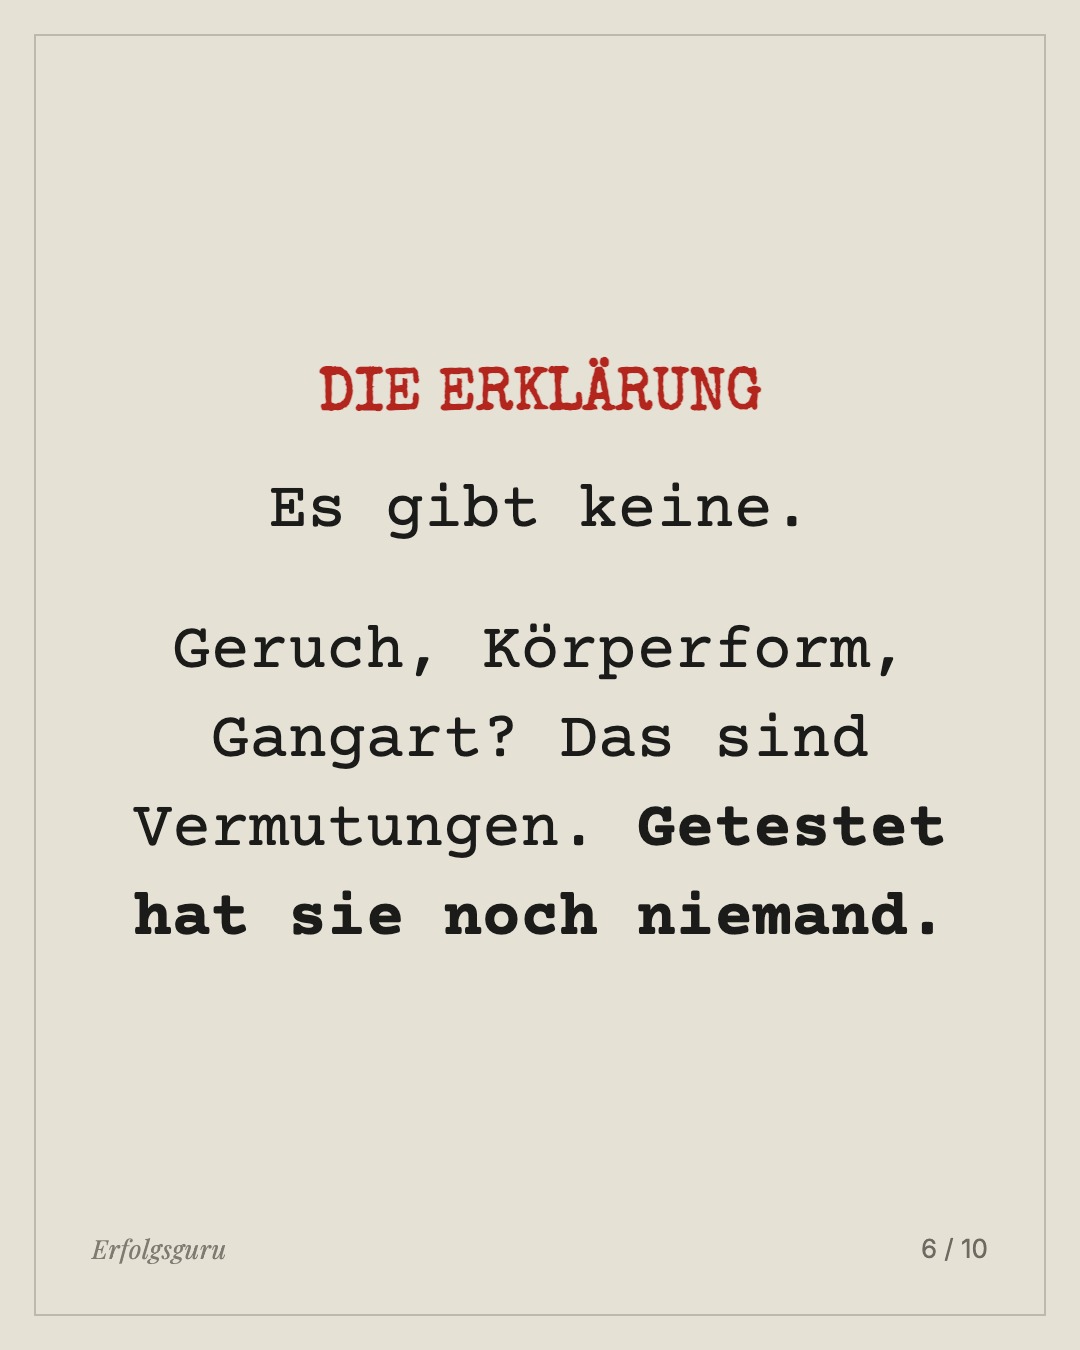 DIE ERKLÄRUNG
Es gibt keine.
Geruch, Körperform,
Gangart? Das sind
Vermutungen. Getestet
hat sie noch niemand.
Erfolgsguru
6 / 10